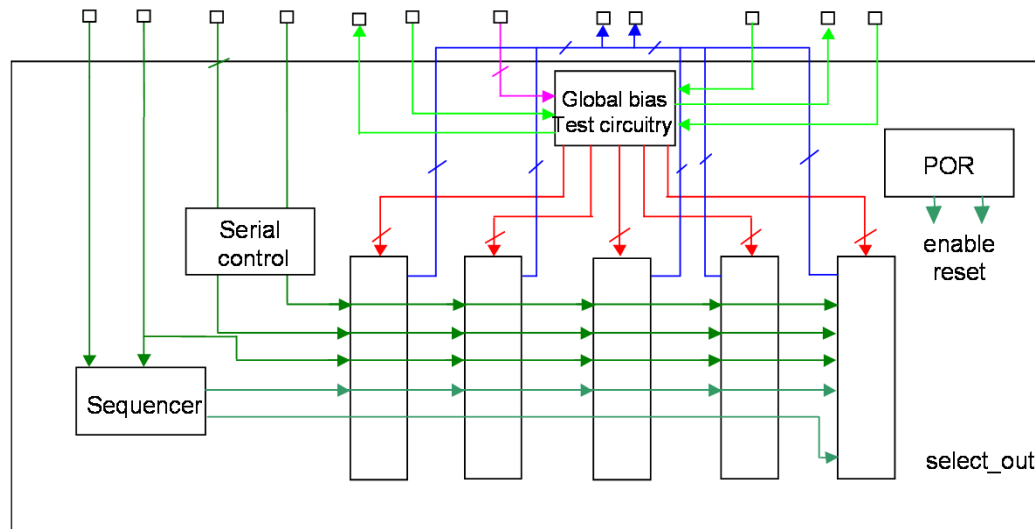 Global bias
Test circuitry
POR
Serial
control
enable
reset
Sequencer
select_out